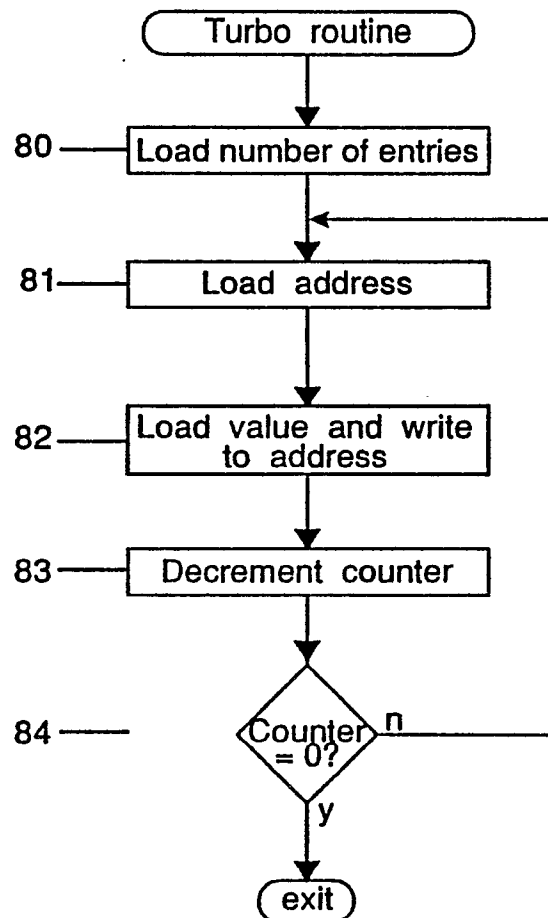 Turbo routine
80
Load number of entries
81
Load address
82
Load value and write
to address
83
Decrement counter
84
Counter
= 0?
n
y
exit